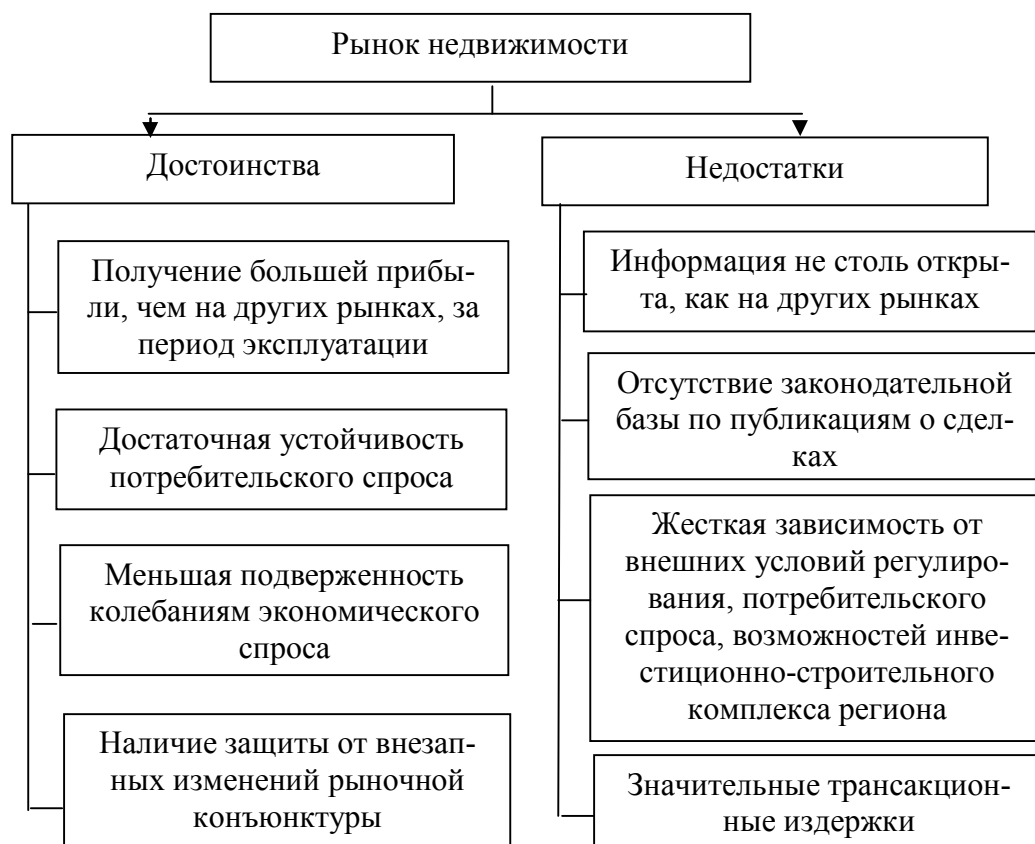 Рынок недвижимости
Достоинства
Получение большей прибы-
ли, чем на других рынках, за
период эксплуатации
Достаточная устойчивость
потребительского спроса
Меньшая подверженность
колебаниям экономического
спроса
Наличие защиты от внезап-
ных изменений рыночной
конъюнктуры
Недостатки
Информация не столь откры-
та, как на других рынках
Отсутствие законодательной
базы по публикациям о сдел-
ках
Жесткая зависимость от
внешних условий регулиро-
вания, потребительского
спроса, возможностей инве-
стиционно-строительного
комплекса региона
Значительные трансакцион-
ные издержки